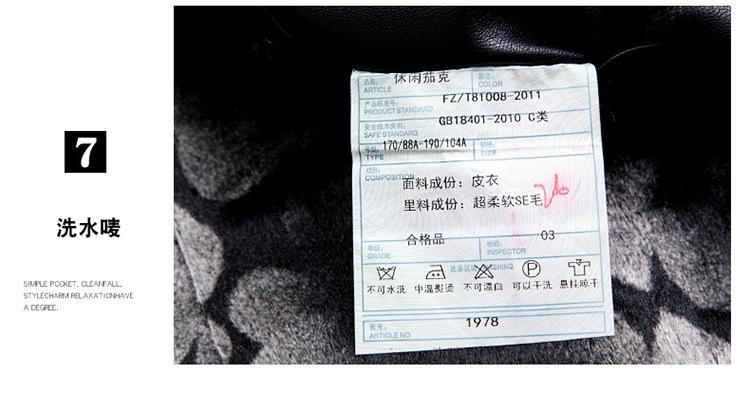 7
洗水唛
SIMPLE POCKET, CLEANFALL,
STYLECHARM RELAXATIONHAVE
A DEGREE.
品名: 休闲茄克 颜色:
ARTICLE COLOR
产品标准号: FZ/T81008-2011
PRODUCT STANDARD
安全技术类别: GB18401-2010 C类
SAFE STANDARD
号型: 170/88A-190/104A 规格:
TYPE SIZE
成份:
COMPOSITION
面料成份: 皮衣
里料成份: 超柔软SE毛
合格品 03
等级: 检验:
GRADE INSPECTOR
洗涤说明 WASHING
不可水洗 中温熨烫 不可漂白 可以干洗 悬挂晾干
P
货号: 1978
ARTICLE NO